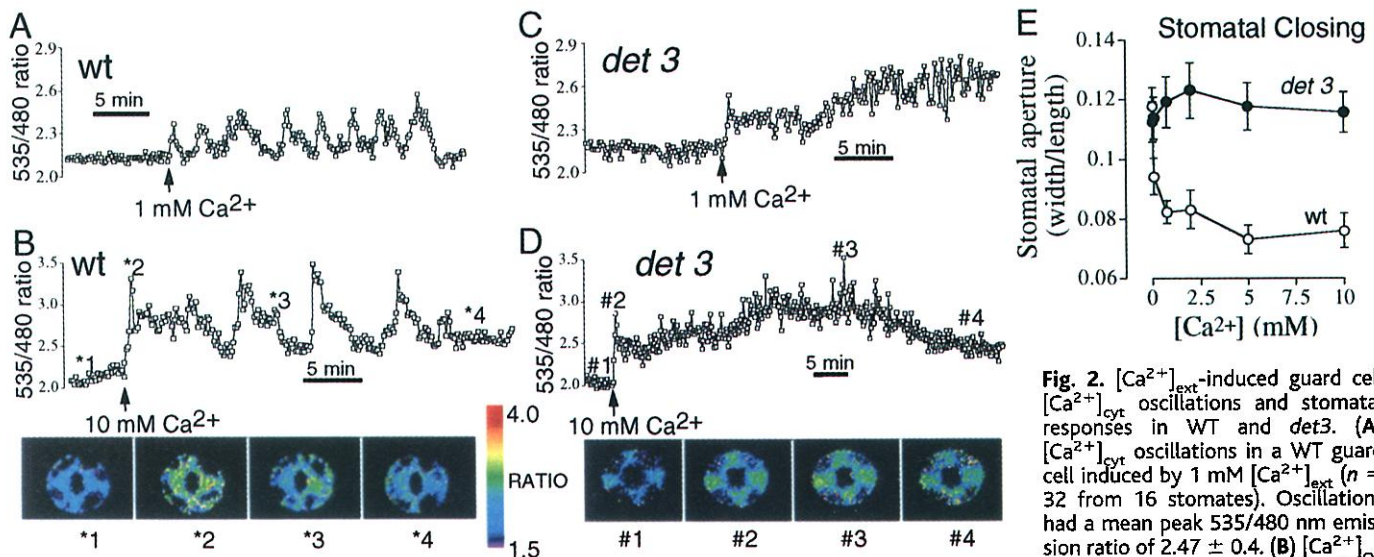 A
wt
535/480 ratio
2.9
2.6
2.3
2.0
5 min
1 mM Ca2+
B
wt
535/480 ratio
3.5
3.0
2.5
2.0
*1
*2
*3
*4
5 min
10 mM Ca2+
*1
*2
*3
*4
4.0
RATIO
1.5
C
det 3
535/480 ratio
2.9
2.6
2.3
2.0
5 min
1 mM Ca2+
D
det 3
535/480 ratio
3.5
3.0
2.5
2.0
#1
#2
#3
#4
5 min
10 mM Ca2+
#1
#2
#3
#4
E
Stomatal Closing
Stomatal aperture
(width/length)
0.14
0.12
0.1
0.08
0.06
det 3
wt
0
2.5
5
7.5
10
[Ca2+] (mM)
Fig. 2. [Ca2+]ext-induced guard cel
[Ca2+]cyt oscillations and stomata
responses in WT and det3. (A
[Ca2+]cyt oscillations in a WT guard
cell induced by 1 mM [Ca2+]ext (n =
32 from 16 stomates). Oscillation
had a mean peak 535/480 nm emis
sion ratio of 2.47 ± 0.4. (B) [Ca2+]